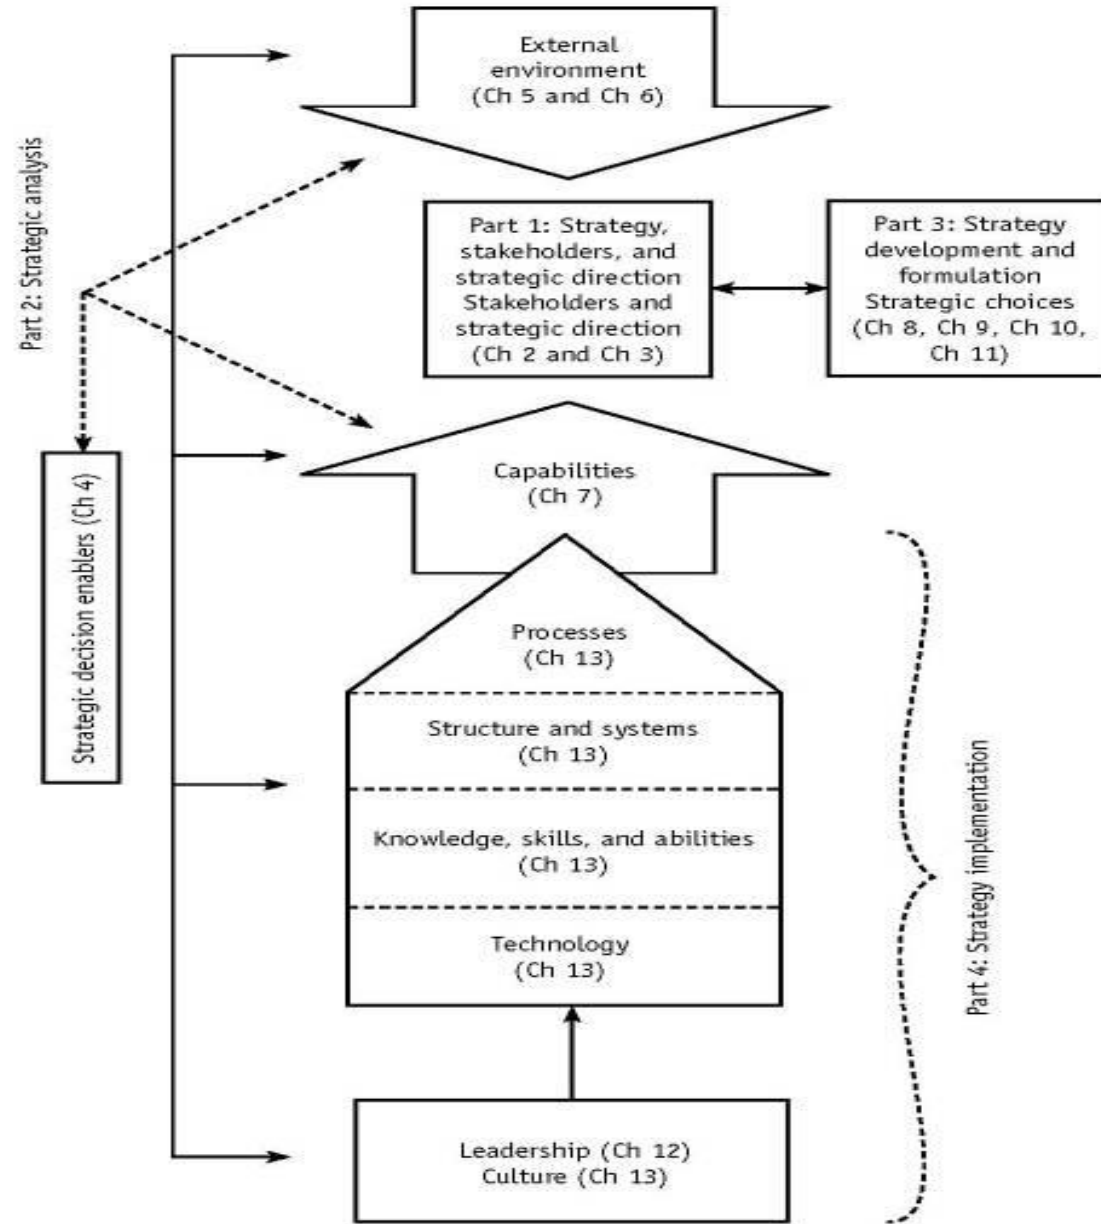 External
environment
(Ch 5 and Ch 6)
Part 2: Strategic analysis
Part 1: Strategy,
stakeholders, and
strategic direction
Stakeholders and
strategic direction
(Ch 2 and Ch 3)
Part 3: Strategy
development and
formulation
Strategic choices
(Ch 8, Ch 9, Ch 10,
Ch 11)
Capabilities
(Ch 7)
Strategic decision enablers (Ch 4)
Processes
(Ch 13)
Structure and systems
(Ch 13)
Knowledge, skills, and abilities
(Ch 13)
Technology
(Ch 13)
Part 4: Strategy implementation
Leadership (Ch 12)
Culture (Ch 13)